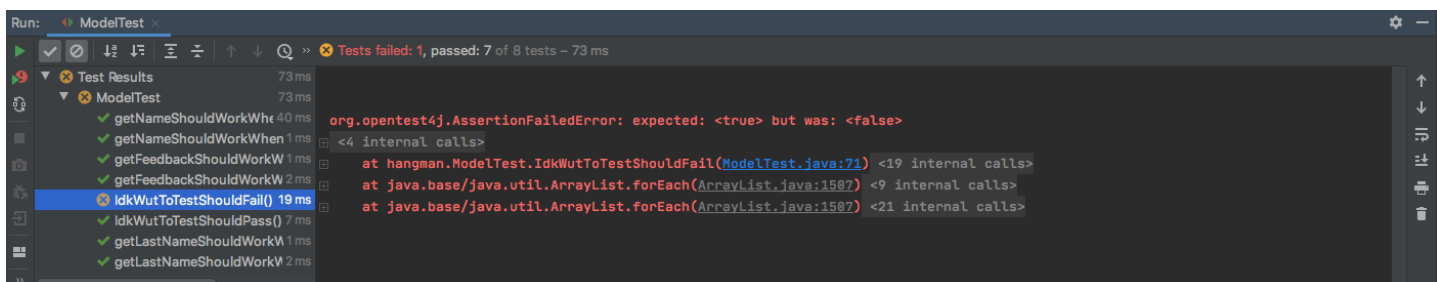 Run: ModelTest
Tests failed: 1, passed: 7 of 8 tests – 73 ms
Test Results 73 ms
ModelTest 73 ms
getNameShouldWorkWhe 40 ms
getNameShouldWorkWhen 1 ms
getFeedbackShouldWorkW 1 ms
getFeedbackShouldWorkW 2 ms
IdkWutToTestShouldFail() 19 ms
IdkWutToTestShouldPass() 7 ms
getLastNameShouldWorkW 1 ms
getLastNameShouldWorkW 2 ms
org.opentest4j.AssertionFailedError: expected: <true> but was: <false>
<4 internal calls>
at hangman.ModelTest.IdkWutToTestShouldFail(ModelTest.java:71) <19 internal calls>
at java.base/java.util.ArrayList.forEach(ArrayList.java:1507) <9 internal calls>
at java.base/java.util.ArrayList.forEach(ArrayList.java:1507) <21 internal calls>